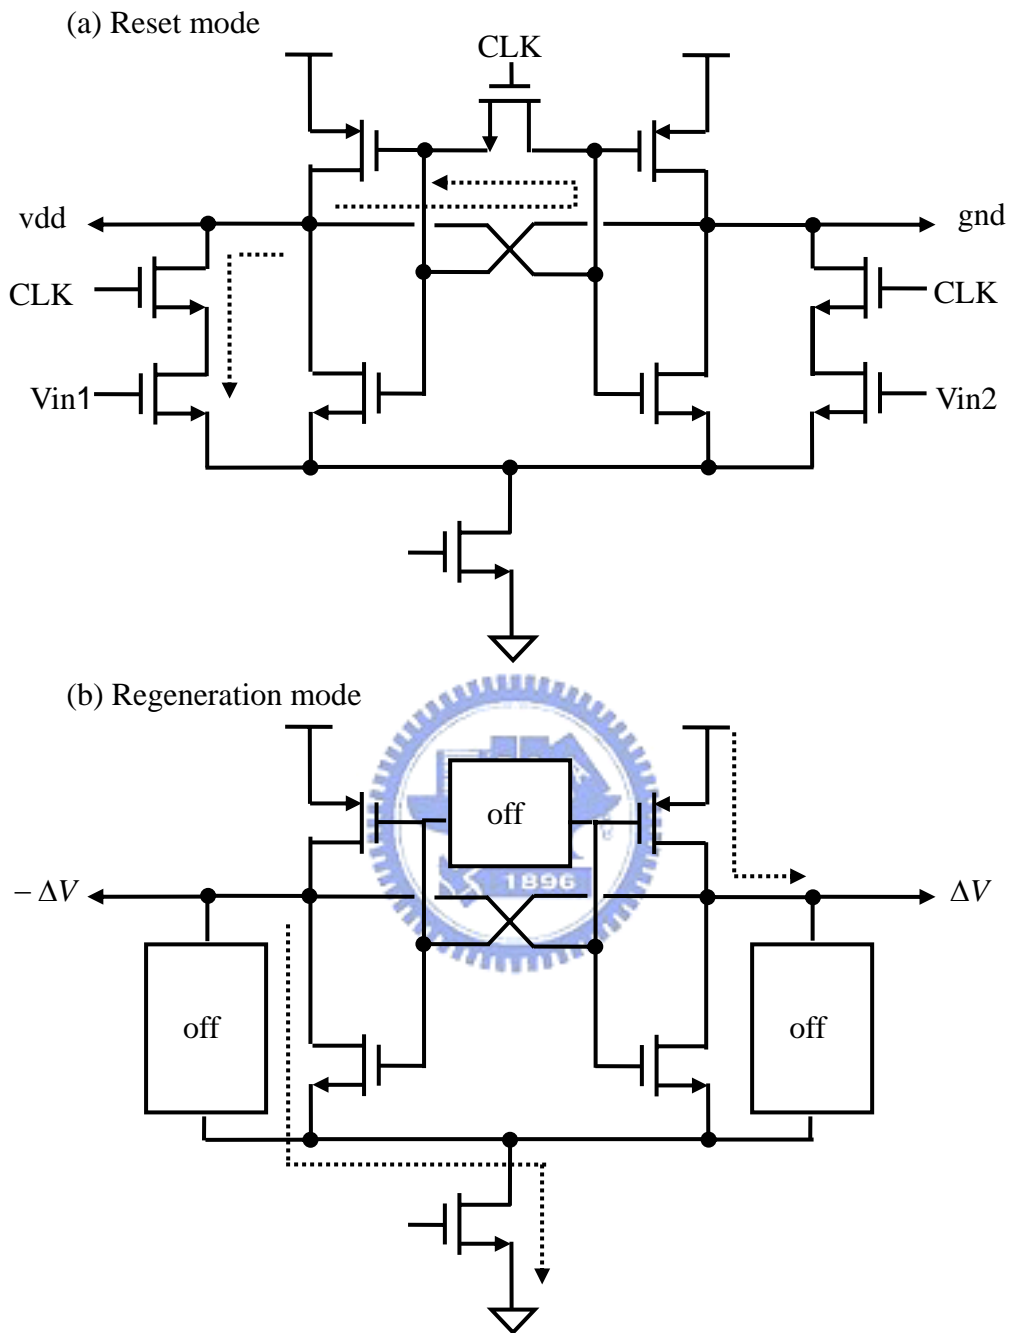 (a) Reset mode
CLK
vdd
gnd
CLK
CLK
Vin1
Vin2
(b) Regeneration mode
off
1896
− ΔV
ΔV
off
off